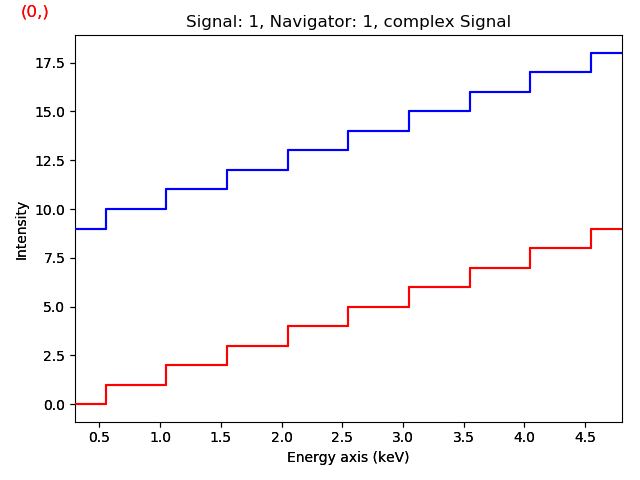 (0,)
Signal: 1, Navigator: 1, complex Signal
17.5
15.0
12.5
10.0
7.5
5.0
2.5
0.0
Intensity
0.5 1.0 1.5 2.0 2.5 3.0 3.5 4.0 4.5
Energy axis (keV)